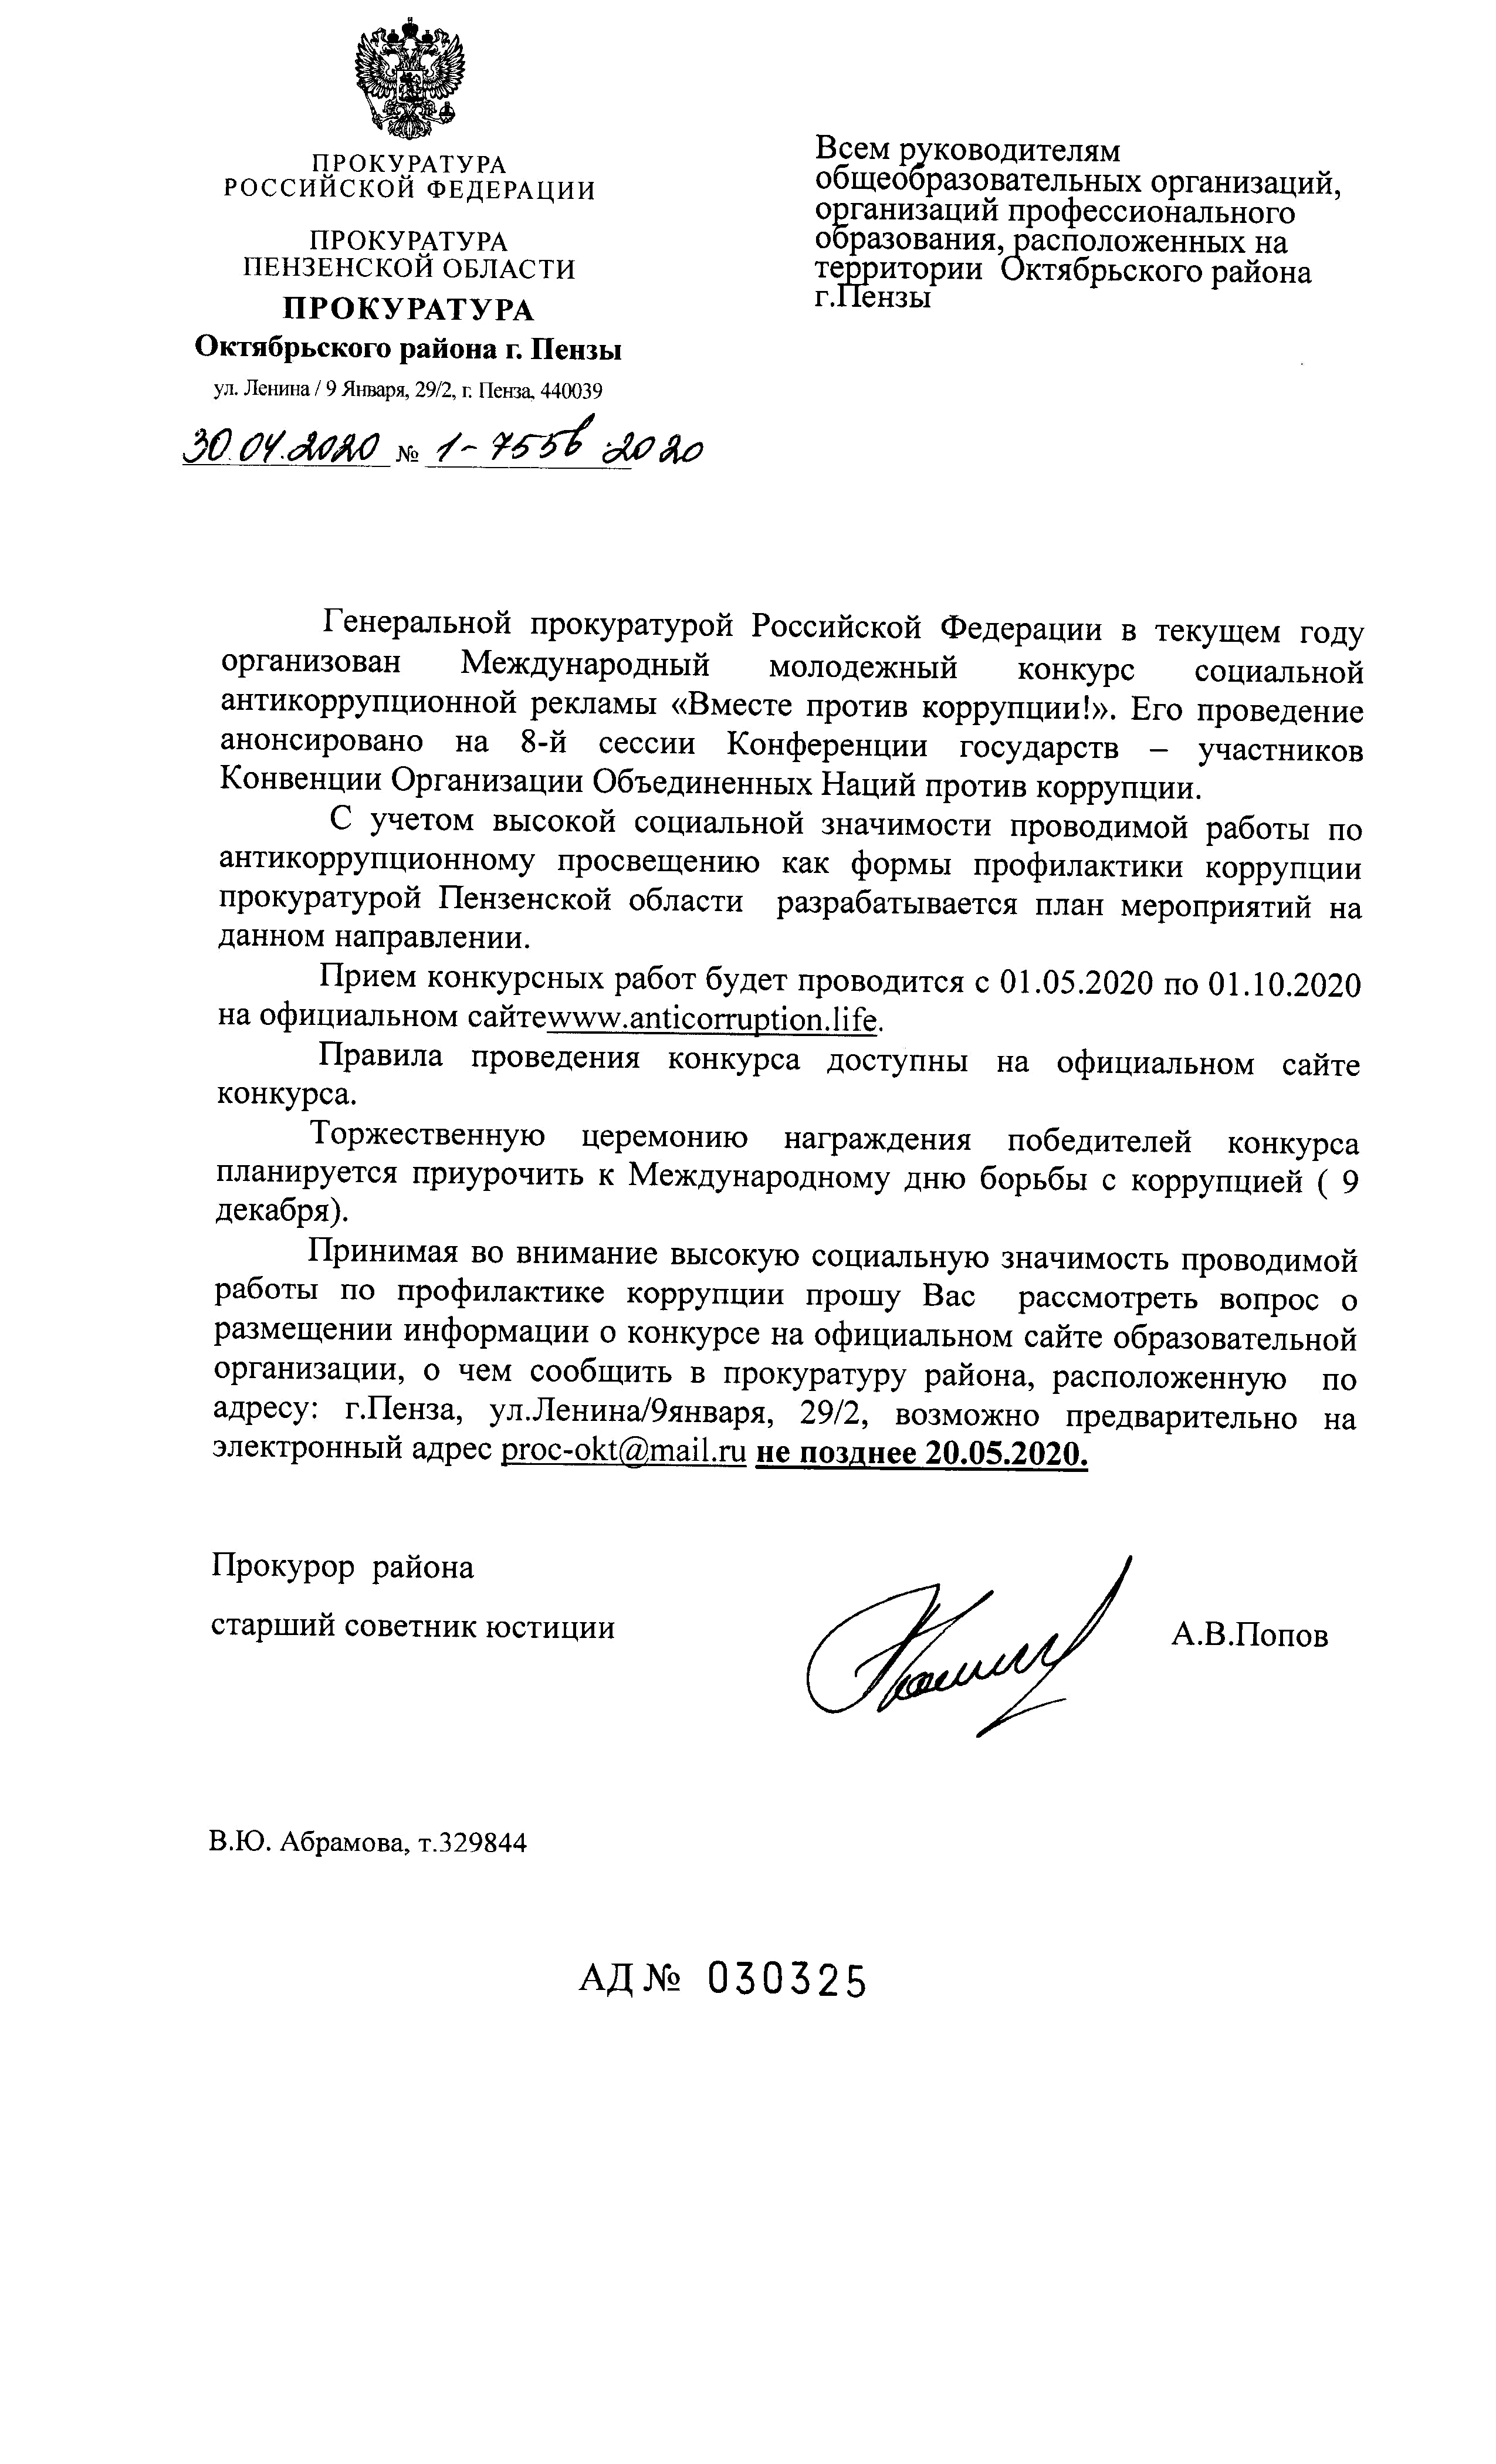 ПРОКУРАТУРА
РОССИЙСКОЙ ФЕДЕРАЦИИ
ПРОКУРАТУРА
ПЕНЗЕНСКОЙ ОБЛАСТИ
ПРОКУРАТУРА
Октябрьского района г. Пензы
ул. Ленина / 9 Января, 29/2, г. Пенза, 440039
30.04.2020 № 1-755в-2020
Всем руководителям
общеобразовательных организаций,
организаций профессионального
образования, расположенных на
территории Октябрьского района
г.Пензы
Генеральной прокуратурой Российской Федерации в текущем году
организован Международный молодежный конкурс социальной
антикоррупционной рекламы «Вместе против коррупции!». Его проведение
анонсировано на 8-й сессии Конференции государств – участников
Конвенции Организации Объединенных Наций против коррупции.
С учетом высокой социальной значимости проводимой работы по
антикоррупционному просвещению как формы профилактики коррупции
прокуратурой Пензенской области разрабатывается план мероприятий на
данном направлении.
Прием конкурсных работ будет проводится с 01.05.2020 по 01.10.2020
на официальном сайтеwww.anticorruption.life.
Правила проведения конкурса доступны на официальном сайте
конкурса.
Торжественную церемонию награждения победителей конкурса
планируется приурочить к Международному дню борьбы с коррупцией ( 9
декабря).
Принимая во внимание высокую социальную значимость проводимой
работы по профилактике коррупции прошу Вас рассмотреть вопрос о
размещении информации о конкурсе на официальном сайте образовательной
организации, о чем сообщить в прокуратуру района, расположенную по
адресу: г.Пенза, ул.Ленина/9января, 29/2, возможно предварительно на
электронный адрес proc-okt@mail.ru не позднее 20.05.2020.
Прокурор района
старший советник юстиции
А.В.Попов
В.Ю. Абрамова, т.329844
АД № 030325